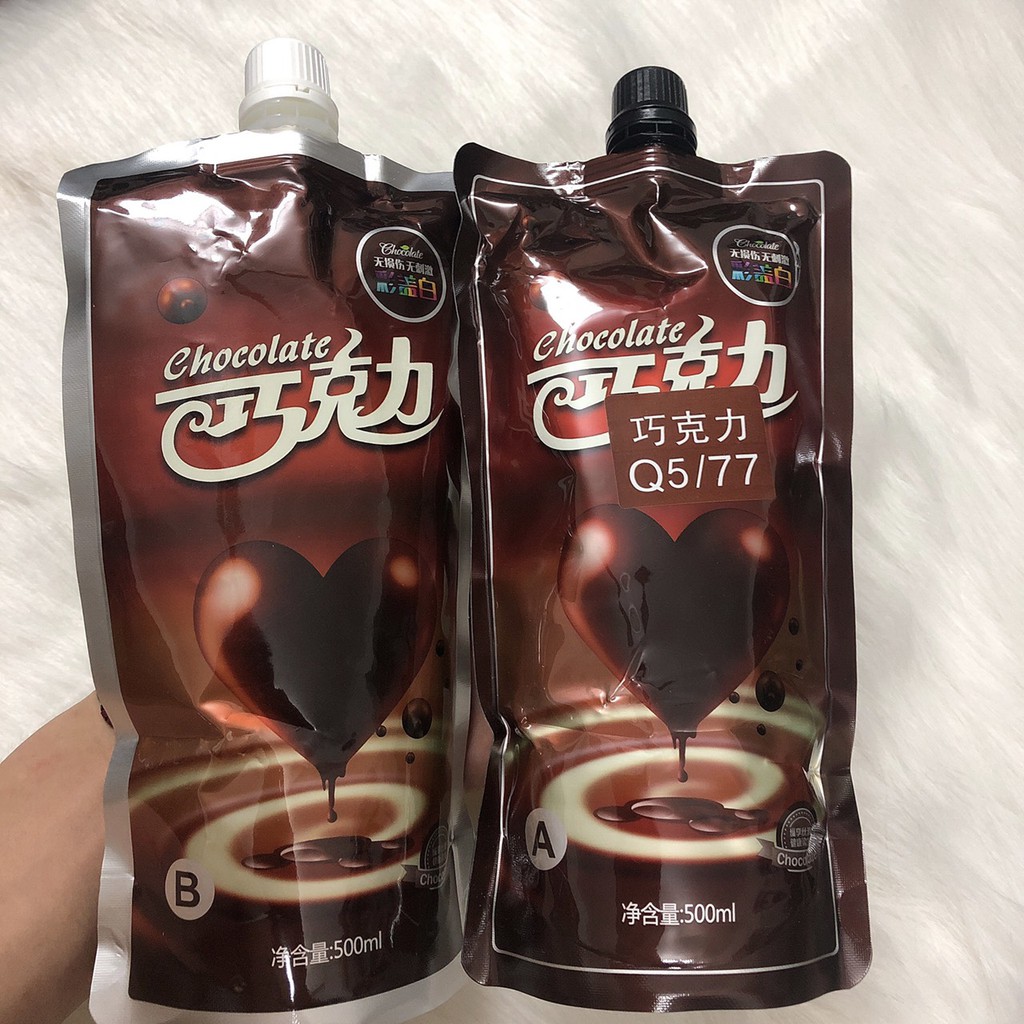 Chocolate
无损伤 无刺激
彩盖白
Chocolate
巧克力
B
净含量:500ml
Chocolate
无损伤 无刺激
彩盖白
Chocolate
巧克力
巧克力
Q5/77
A
净含量:500ml